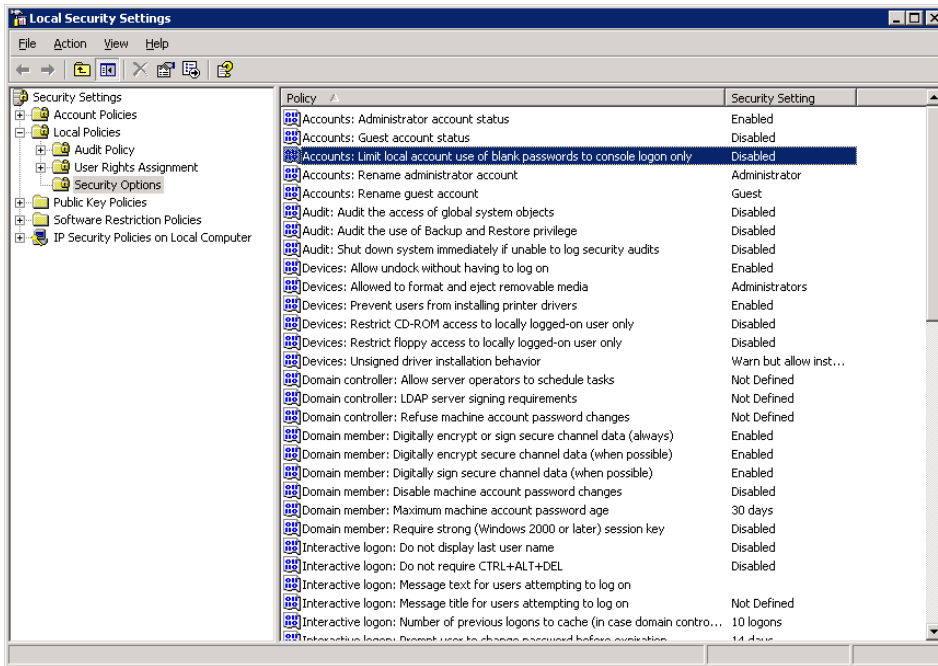 Local Security Settings
File Action View Help
Security Settings
Account Policies
Local Policies
Audit Policy
User Rights Assignment
Security Options
Public Key Policies
Software Restriction Policies
IP Security Policies on Local Computer
Policy Security Setting
Accounts: Administrator account status Enabled
Accounts: Guest account status Disabled
Accounts: Limit local account use of blank passwords to console logon only Disabled
Accounts: Rename administrator account Administrator
Accounts: Rename guest account Guest
Audit: Audit the access of global system objects Disabled
Audit: Audit the use of Backup and Restore privilege Disabled
Audit: Shut down system immediately if unable to log security audits Disabled
Devices: Allow undock without having to log on Enabled
Devices: Allowed to format and eject removable media Administrators
Devices: Prevent users from installing printer drivers Enabled
Devices: Restrict CD-ROM access to locally logged-on user only Disabled
Devices: Restrict floppy access to locally logged-on user only Disabled
Devices: Unsigned driver installation behavior Warn but allow inst...
Domain controller: Allow server operators to schedule tasks Not Defined
Domain controller: LDAP server signing requirements Not Defined
Domain controller: Refuse machine account password changes Not Defined
Domain member: Digitally encrypt or sign secure channel data (always) Enabled
Domain member: Digitally encrypt secure channel data (when possible) Enabled
Domain member: Digitally sign secure channel data (when possible) Enabled
Domain member: Disable machine account password changes Disabled
Domain member: Maximum machine account password age 30 days
Domain member: Require strong (Windows 2000 or later) session key Disabled
Interactive logon: Do not display last user name Disabled
Interactive logon: Do not require CTRL+ALT+DEL Disabled
Interactive logon: Message text for users attempting to log on
Interactive logon: Message title for users attempting to log on Not Defined
Interactive logon: Number of previous logons to cache (in case domain contro... 10 logons
Interactive logon: Prompt user to change password before expiration 14 days